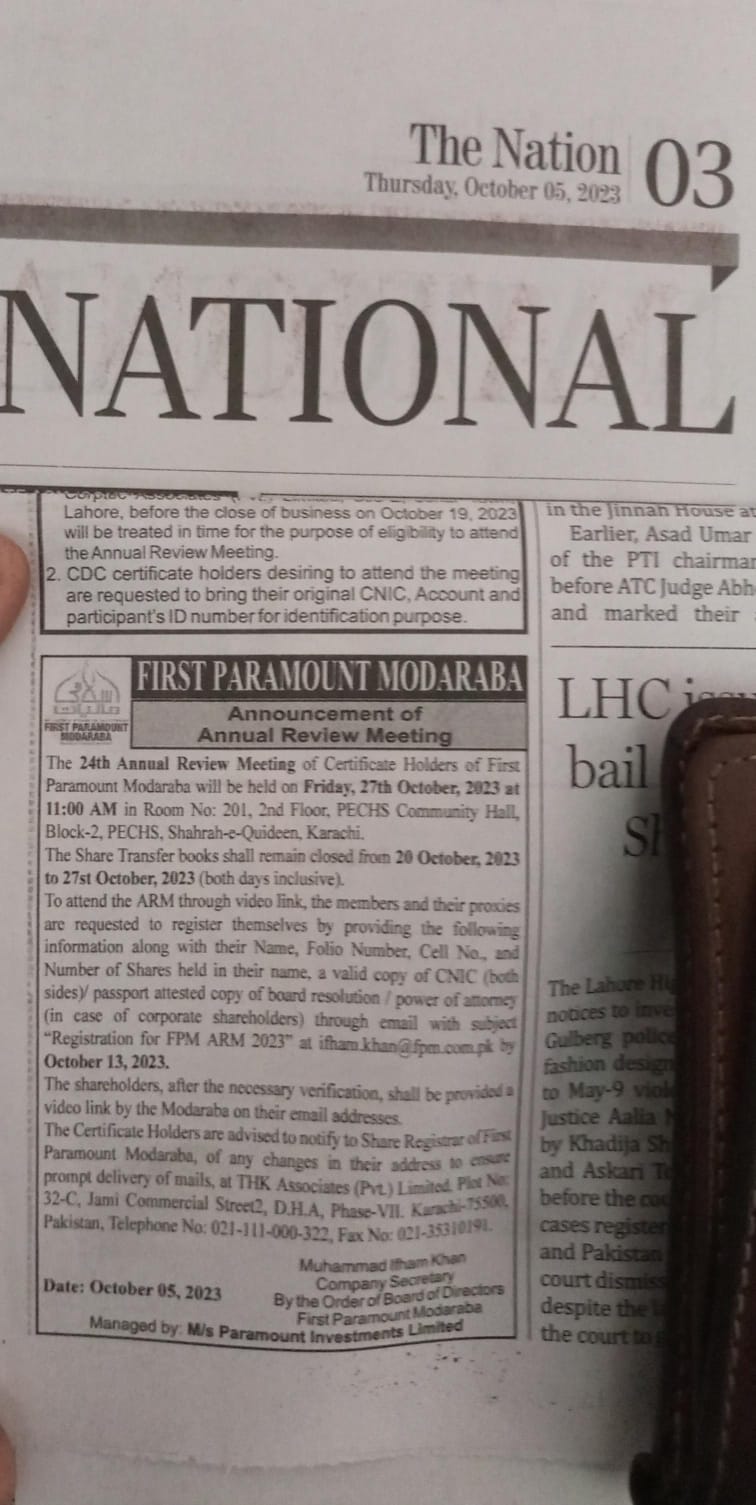 The Nation 03
Thursday, October 05, 2023
NATIONAL
Lahore, before the close of business on October 19, 2023
will be treated in time for the purpose of eligibility to attend
the Annual Review Meeting.
2. CDC certificate holders desiring to attend the meeting
are requested to bring their original CNIC, Account and
participant's ID number for identification purpose.
FIRST PARAMOUNT MODARABA
FIRST PARAMOUNT
MODARABA
Announcement of
Annual Review Meeting
The 24th Annual Review Meeting of Certificate Holders of First
Paramount Modaraba will be held on Friday, 27th October, 2023 at
11:00 AM in Room No: 201, 2nd Floor, PECHS Community Hall,
Block-2, PECHS, Shahrah-e-Quideen, Karachi.
The Share Transfer books shall remain closed from 20 October, 2023
to 27st October, 2023 (both days inclusive).
To attend the ARM through video link, the members and their proxies
are requested to register themselves by providing the following
information along with their Name, Folio Number, Cell No., and
Number of Shares held in their name, a valid copy of CNIC (both
sides)/ passport attested copy of board resolution / power of attorney
(in case of corporate shareholders) through email with subject
“Registration for FPM ARM 2023” at ifham.khan@fpm.com.pk by
October 13, 2023.
The shareholders, after the necessary verification, shall be provided a
video link by the Modaraba on their email addresses.
The Certificate Holders are advised to notify to Share Registrar of First
Paramount Modaraba, of any changes in their address to ensure
prompt delivery of mails, at THK Associates (Pvt.) Limited. Plot No:
32-C, Jami Commercial Street2, D.H.A, Phase-VII. Karachi-75500,
Pakistan, Telephone No: 021-111-000-322, Fax No: 021-35310191.
Muhammad Ifham Khan
Company Secretary
Date: October 05, 2023
By the Order of Board of Directors
First Paramount Modaraba
Managed by: M/s Paramount Investments Limited
in the Jinnah House at
Earlier, Asad Umar
of the PTI chairman
before ATC Judge Abh
and marked their
LHC
bail
The Lahore
notices to
Gulberg police
fashion design
to May-9
Justice Aalia
by Khadija
and Askari
before the
cases register
and Pakistan
court dismiss
despite the
the court to